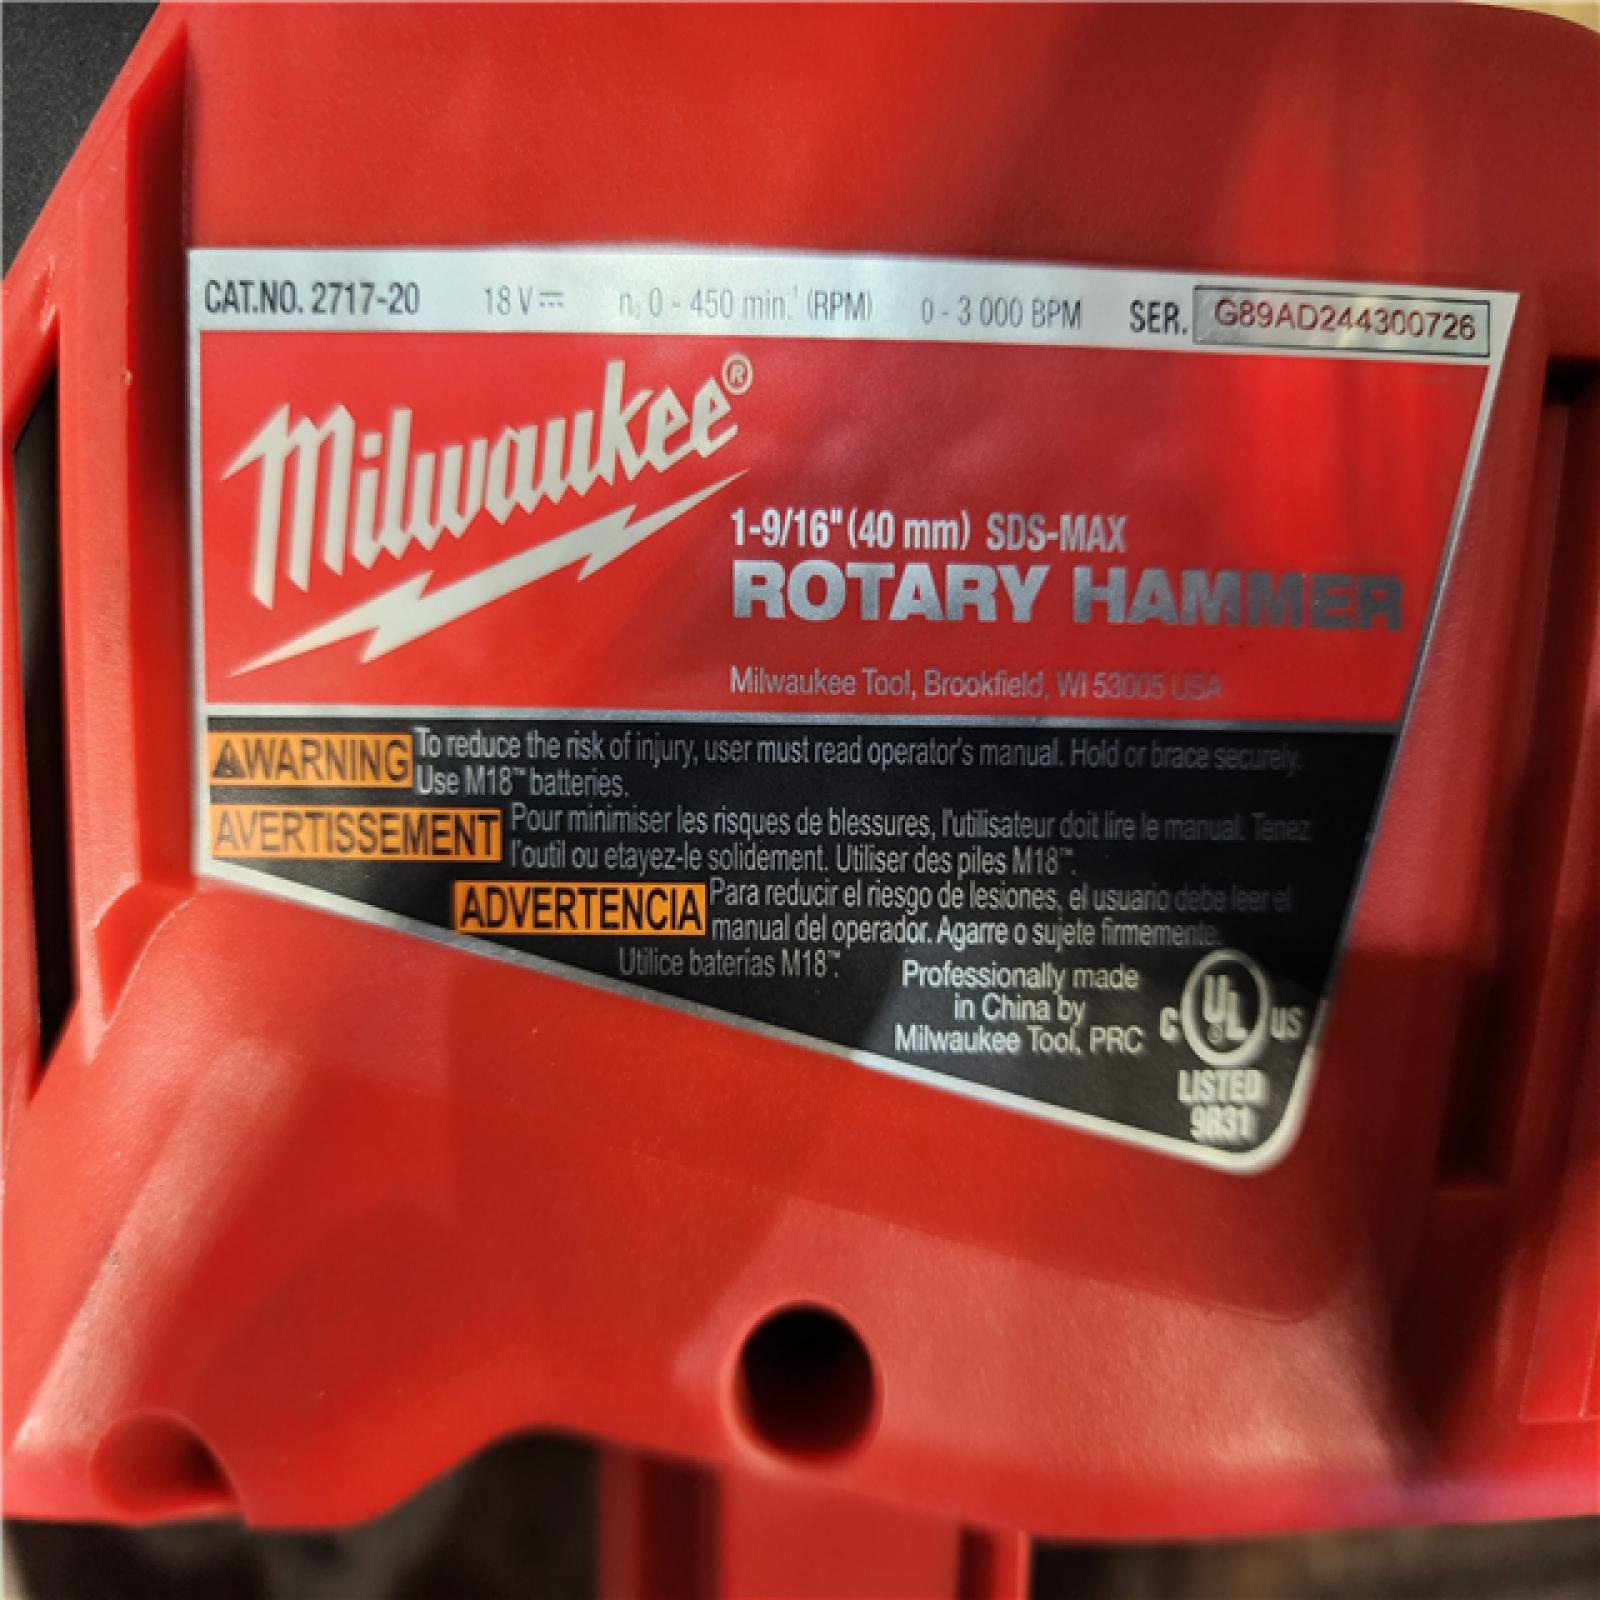 CAT.NO. 2717-20 18 V⎓ n₀ 0 - 450 min.⁻¹ (RPM) 0 - 3 000 BPM SER. G89AD244300726
Milwaukee®
1-9/16" (40 mm) SDS-MAX
ROTARY HAMMER
Milwaukee Tool, Brookfield, WI 53005 USA
⚠WARNING To reduce the risk of injury, user must read operator's manual. Hold or brace securely.
Use M18™ batteries.
AVERTISSEMENT Pour minimiser les risques de blessures, l'utilisateur doit lire le manual. Tenez
l'outil ou etayez-le solidement. Utiliser des piles M18™.
ADVERTENCIA Para reducir el riesgo de lesiones, el usuario debe leer el
manual del operador. Agarre o sujete firmemente.
Utilice baterías M18™.
Professionally made
in China by
Milwaukee Tool, PRC
C UL US
LISTED
9R31